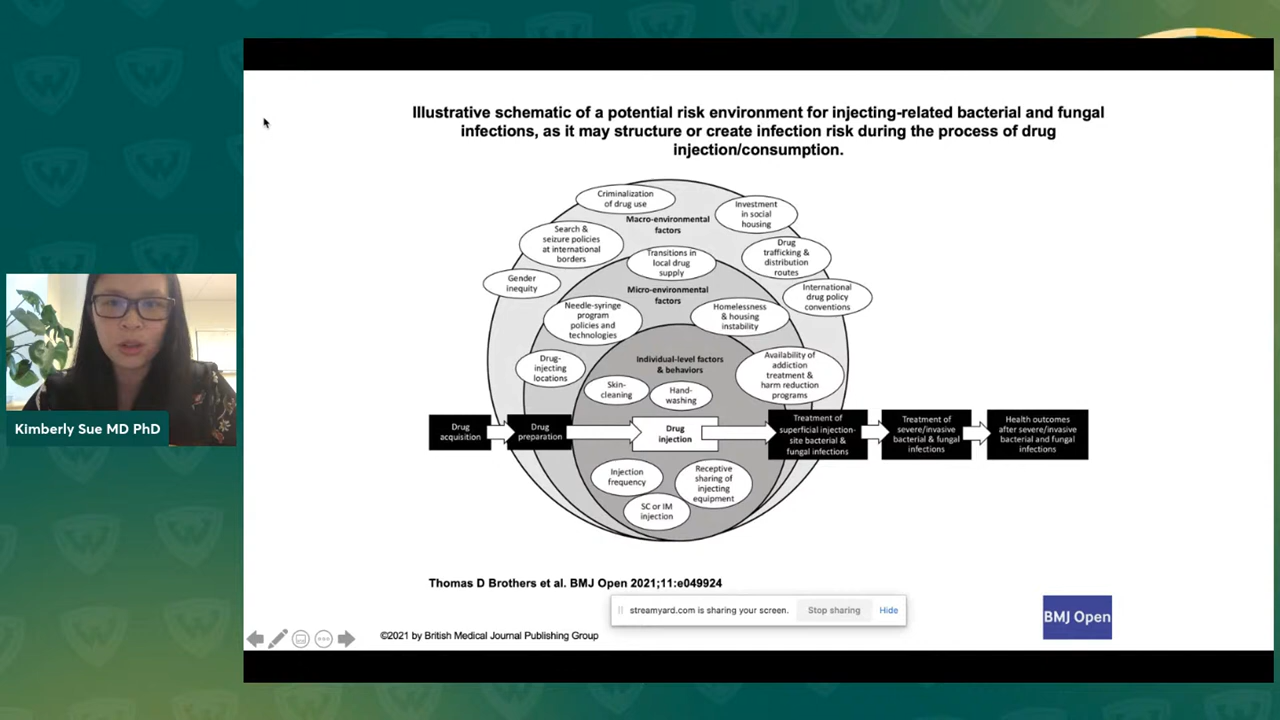 Illustrative schematic of a potential risk environment for injecting-related bacterial and fungal
infections, as it may structure or create infection risk during the process of drug
injection/consumption.
Criminalization
of drug use
Macro-environmental
factors
Investment
in social
housing
Search &
seizure policies
at international
borders
Transitions in
local drug
supply
Drug
trafficking &
distribution
routes
Gender
inequity
Micro-environmental
factors
International
drug policy
conventions
Needle-syringe
program
policies and
technologies
Homelessness
& housing
instability
Drug-
injecting
locations
Individual-level factors
& behaviors
Availability of
addiction
treatment &
harm reduction
programs
Skin-
cleaning
Hand-
washing
Drug
acquisition
Drug
preparation
Drug
injection
Treatment of
superficial injection-
site bacterial &
fungal infections
Treatment of
severe/invasive
bacterial & fungal
infections
Health outcomes
after severe/invasive
bacterial and fungal
infections
Injection
frequency
Receptive
sharing of
injecting
equipment
SC or IM
injection
Kimberly Sue MD PhD
Thomas D Brothers et al. BMJ Open 2021;11:e049924
streamyard.com is sharing your screen.
Stop sharing
Hide
©2021 by British Medical Journal Publishing Group
BMJ Open